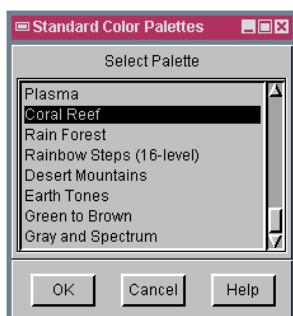 Standard Color Palettes
Select Palette
Plasma
Coral Reef
Rain Forest
Rainbow Steps (16-level)
Desert Mountains
Earth Tones
Green to Brown
Gray and Spectrum
OK Cancel Help